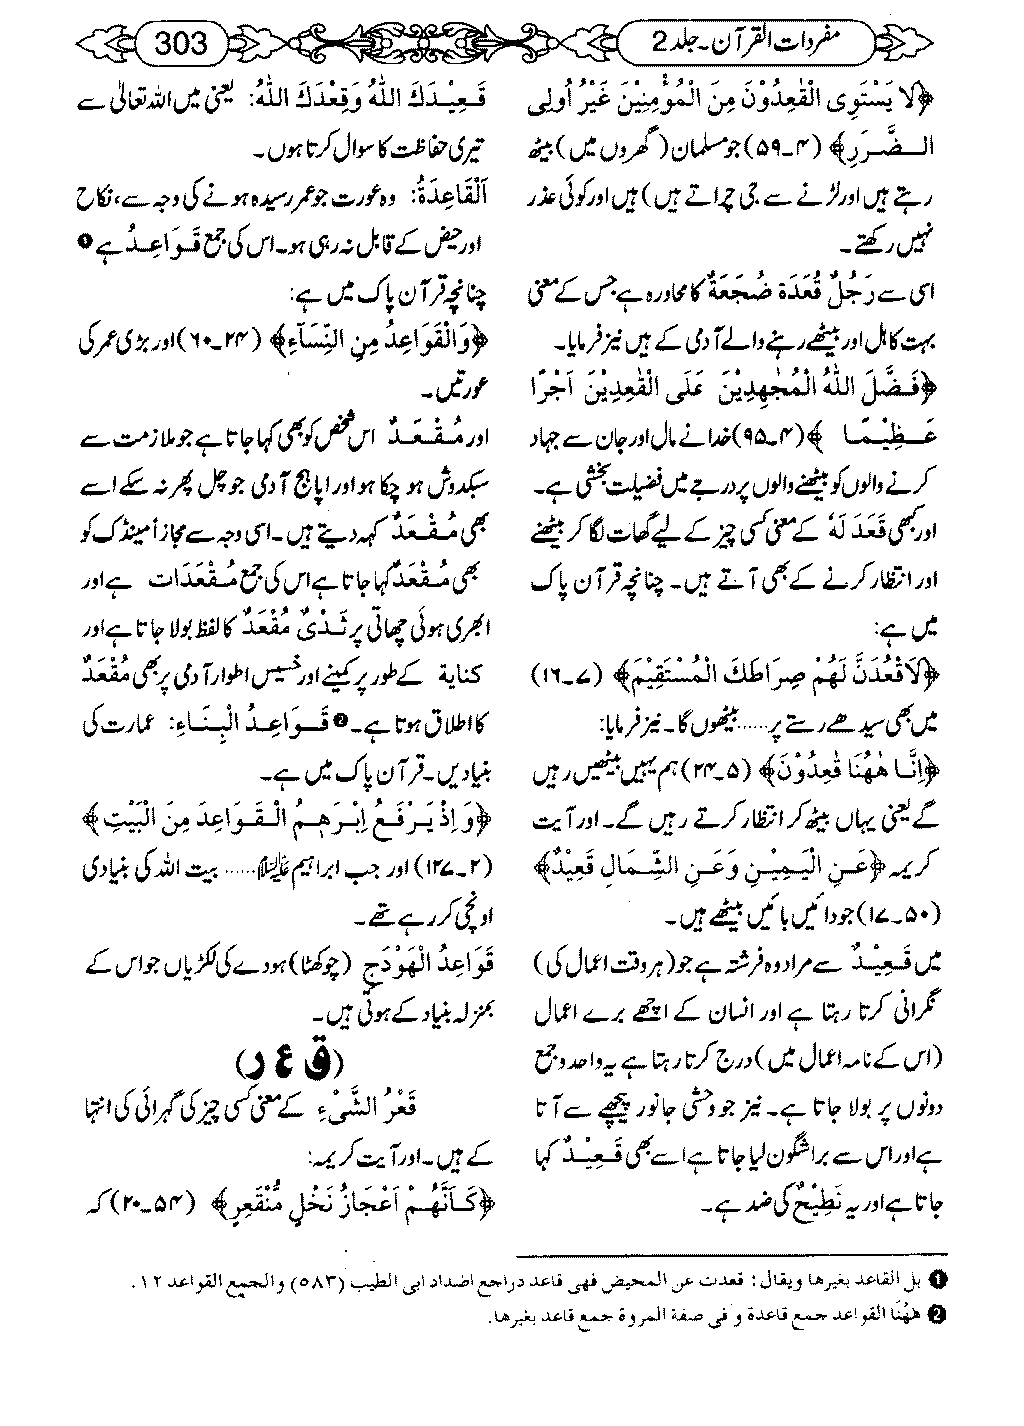 مفردات القرآن۔جلد 2
303
﴿لَا یَسْتَوِی الْقٰعِدُوْنَ مِنَ الْمُؤْمِنِیْنَ غَیْرُ اُولِی
الضَّرَرِ﴾ (۴۔۵۹) جو مسلمان (گھروں میں) بیٹھ
رہتے ہیں اور لڑنے سے جی چراتے ہیں) ہیں اور کوئی عذر
نہیں رکھتے۔
اسی سے رَجُلٌ قُعَدَة ضُجَعَةٌ کا محاورہ ہے جس کے معنی
بہت کاہل اور بیٹھے رہنے والے آدمی کے ہیں نیز فرمایا۔
﴿فَضَّلَ اللّٰهُ الْمُجٰهِدِیْنَ عَلَی الْقٰعِدِیْنَ اَجْرًا
عَظِیْمًا﴾ (۴۔۹۵) خدا نے مال اور جان سے جہاد
کرنے والوں کو بیٹھنے والوں پر درجے میں فضیلت بخشی ہے۔
اور کبھی قَعَدَ لَهٗ کے معنی کسی چیز کے لیے گھات لگا کر بیٹھنے
اور انتظار کرنے کے بھی آتے ہیں۔ چنانچہ قرآن پاک
میں ہے:
﴿لَاَقْعُدَنَّ لَهُمْ صِرَاطَكَ الْمُسْتَقِیْمَ﴾ (۷۔۱۶)
میں بھی سیدھے رستے پر......بیٹھوں گا۔ نیز فرمایا:
﴿اِنَّا هٰهُنَا قٰعِدُوْنَ﴾ (۵۔۲۴) ہم یہیں بیٹھیں رہیں
گے یعنی یہاں بیٹھ کر انتظار کرتے رہیں گے۔ اور آیت
کریمہ ﴿عَنِ الْیَمِیْنِ وَعَنِ الشِّمَالِ قَعِیْدٌ﴾
(۵۰۔۱۷) جو دائیں بائیں بیٹھے ہیں۔
میں قَعِیْدٌ سے مراد وہ فرشتہ ہے جو (ہر وقت اعمال کی)
نگرانی کرتا رہتا ہے اور انسان کے اچھے برے اعمال
(اس کے نامہ اعمال میں) درج کرتا رہتا ہے یہ واحد و جمع
دونوں پر بولا جاتا ہے۔ نیز جو وحشی جانور پیچھے سے آتا
ہے اور اس سے برا شگون لیا جاتا ہے اسے بھی قَعِیْدٌ کہا
جاتا ہے اور یہ نَطِیْحٌ کی ضد ہے۔
قَعِیْدَكَ اللّٰهُ وَقِعْدَكَ اللّٰهُ: یعنی میں اللہ تعالیٰ سے
تیری حفاظت کا سوال کرتا ہوں۔
اَلْقَاعِدَةُ: وہ عورت جو عمر رسیدہ ہونے کی وجہ سے، نکاح
اور حیض کے قابل نہ رہی ہو۔ اس کی جمع قَوَاعِدُ ہے ❶
چنانچہ قرآن پاک میں ہے:
﴿وَالْقَوَاعِدُ مِنَ النِّسَآءِ﴾ (۲۴۔۶۰) اور بڑی عمر کی
عورتیں۔
اور مُقْعَدٌ اس شخص کو بھی کہا جاتا ہے جو ملازمت سے
سبکدوش ہو چکا ہو اور اپاہج آدمی جو چل پھر نہ سکے اسے
بھی مُقْعَدٌ کہہ دیتے ہیں۔ اسی وجہ سے مجازاً مینڈک کو
بھی مُقْعَدٌ کہا جاتا ہے اس کی جمع مُقْعَدَات ہے اور
ابھری ہوئی چھاتی پر ثَدْیٌ مُقْعَدٌ کا لفظ بولا جاتا ہے اور
کنایة کے طور پر کمینے اور خسیس اطوار آدمی پر بھی مُقْعَدٌ
کا اطلاق ہوتا ہے۔❷ قَوَاعِدُ الْبِنَاءِ: عمارت کی
بنیادیں۔ قرآن پاک میں ہے۔
﴿وَاِذْ یَرْفَعُ اِبْرٰهِمُ الْقَوَاعِدَ مِنَ الْبَیْتِ﴾
(۲۔۱۲۷) اور جب ابراہیم علیہ السلام...... بیت اللہ کی بنیادی
اونچی کر رہے تھے۔
قَوَاعِدُ الْهَوْدَجِ (چوکھٹا) ہودے کی لکڑیاں جو اس کے
بمنزلہ بنیاد کے ہوتی ہیں۔
(ق ع ر)
قَعْرُ الشَّیْءِ کے معنی کسی چیز کی گہرائی کی انتہا
کے ہیں۔ اور آیت کریمہ:
﴿كَاَنَّهُمْ اَعْجَازُ نَخْلٍ مُّنْقَعِرٍ﴾ (۵۴۔۲۰) کہ
❶ بل القاعد بغيرها ويقال: قعدت عن المحيض فهى قاعد دراجع اضداد ابى الطيب (۵۸۳) والجمع القواعد ۱۲.
❷ ههُنَا القواعد جمع قاعدة و فى صفة المروة جمع قاعد بغيرها.